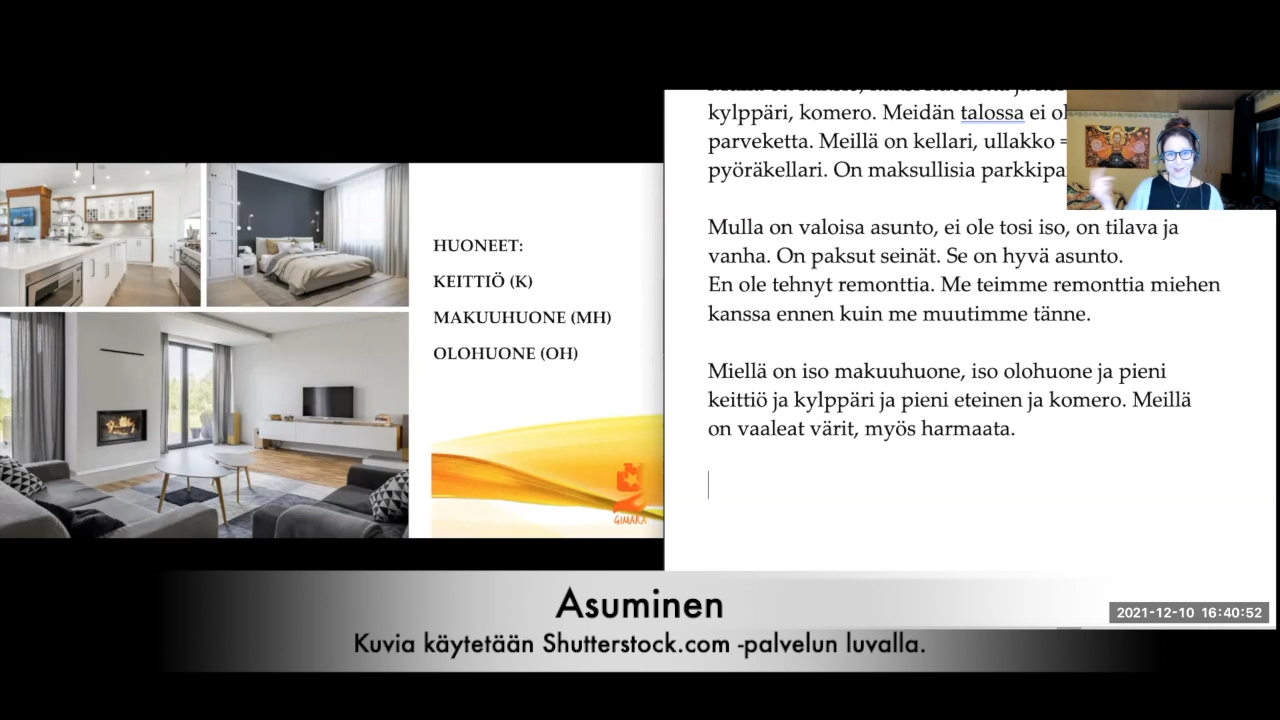 HUONEET:
KEITTIÖ (K)
MAKUUHUONE (MH)
OLOHUONE (OH)
GIMARA
kylppäri, komero. Meidän talossa ei
parveketta. Meillä on kellari, ullakko =
pyöräkellari. On maksullisia
Mulla on valoisa asunto, ei ole tosi iso, on tilava ja
vanha. On paksut seinät. Se on hyvä asunto.
En ole tehnyt remonttia. Me teimme remonttia miehen
kanssa ennen kuin me muutimme tänne.
Miellä on iso makuuhuone, iso olohuone ja pieni
keittiö ja kylppäri ja pieni eteinen ja komero. Meillä
on vaaleat värit, myös harmaata.
2021-12-10 16:40:52
Asuminen
Kuvia käytetään Shutterstock.com -palvelun luvalla.